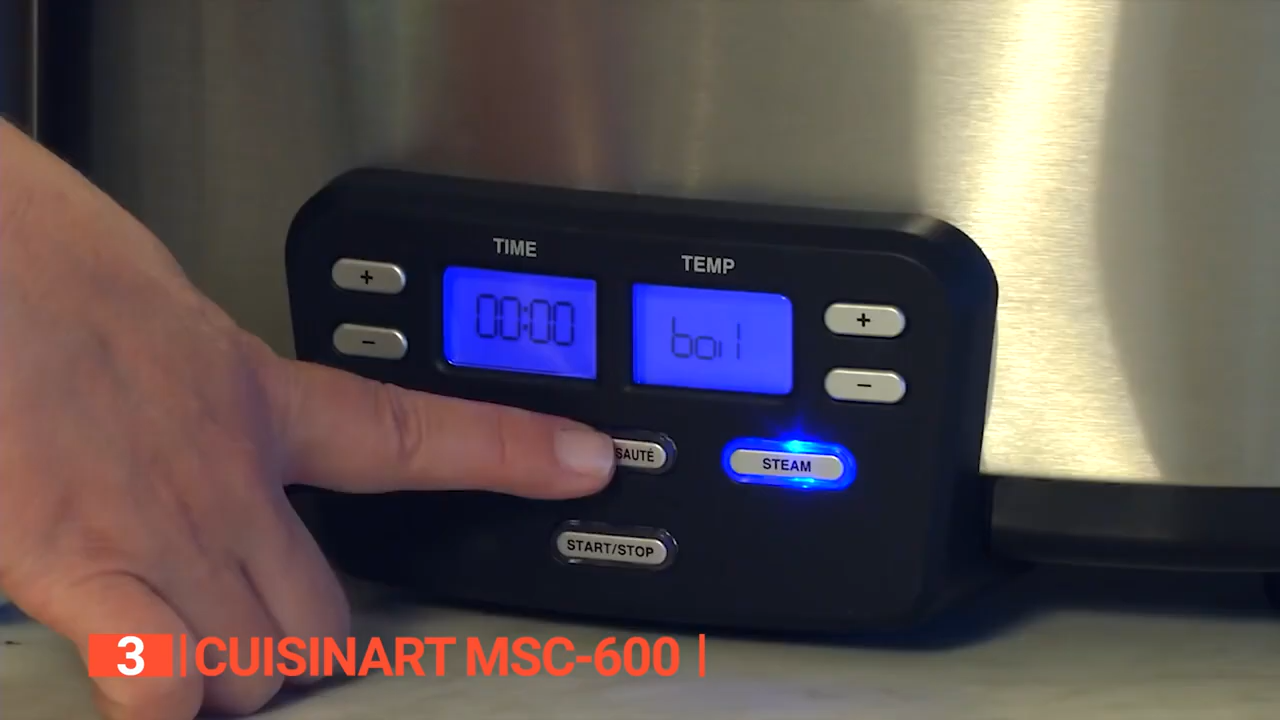 TIME
TEMP
+
+
00:00
boil
−
−
SAUTÉ
STEAM
START/STOP
3 CUISINART MSC-600